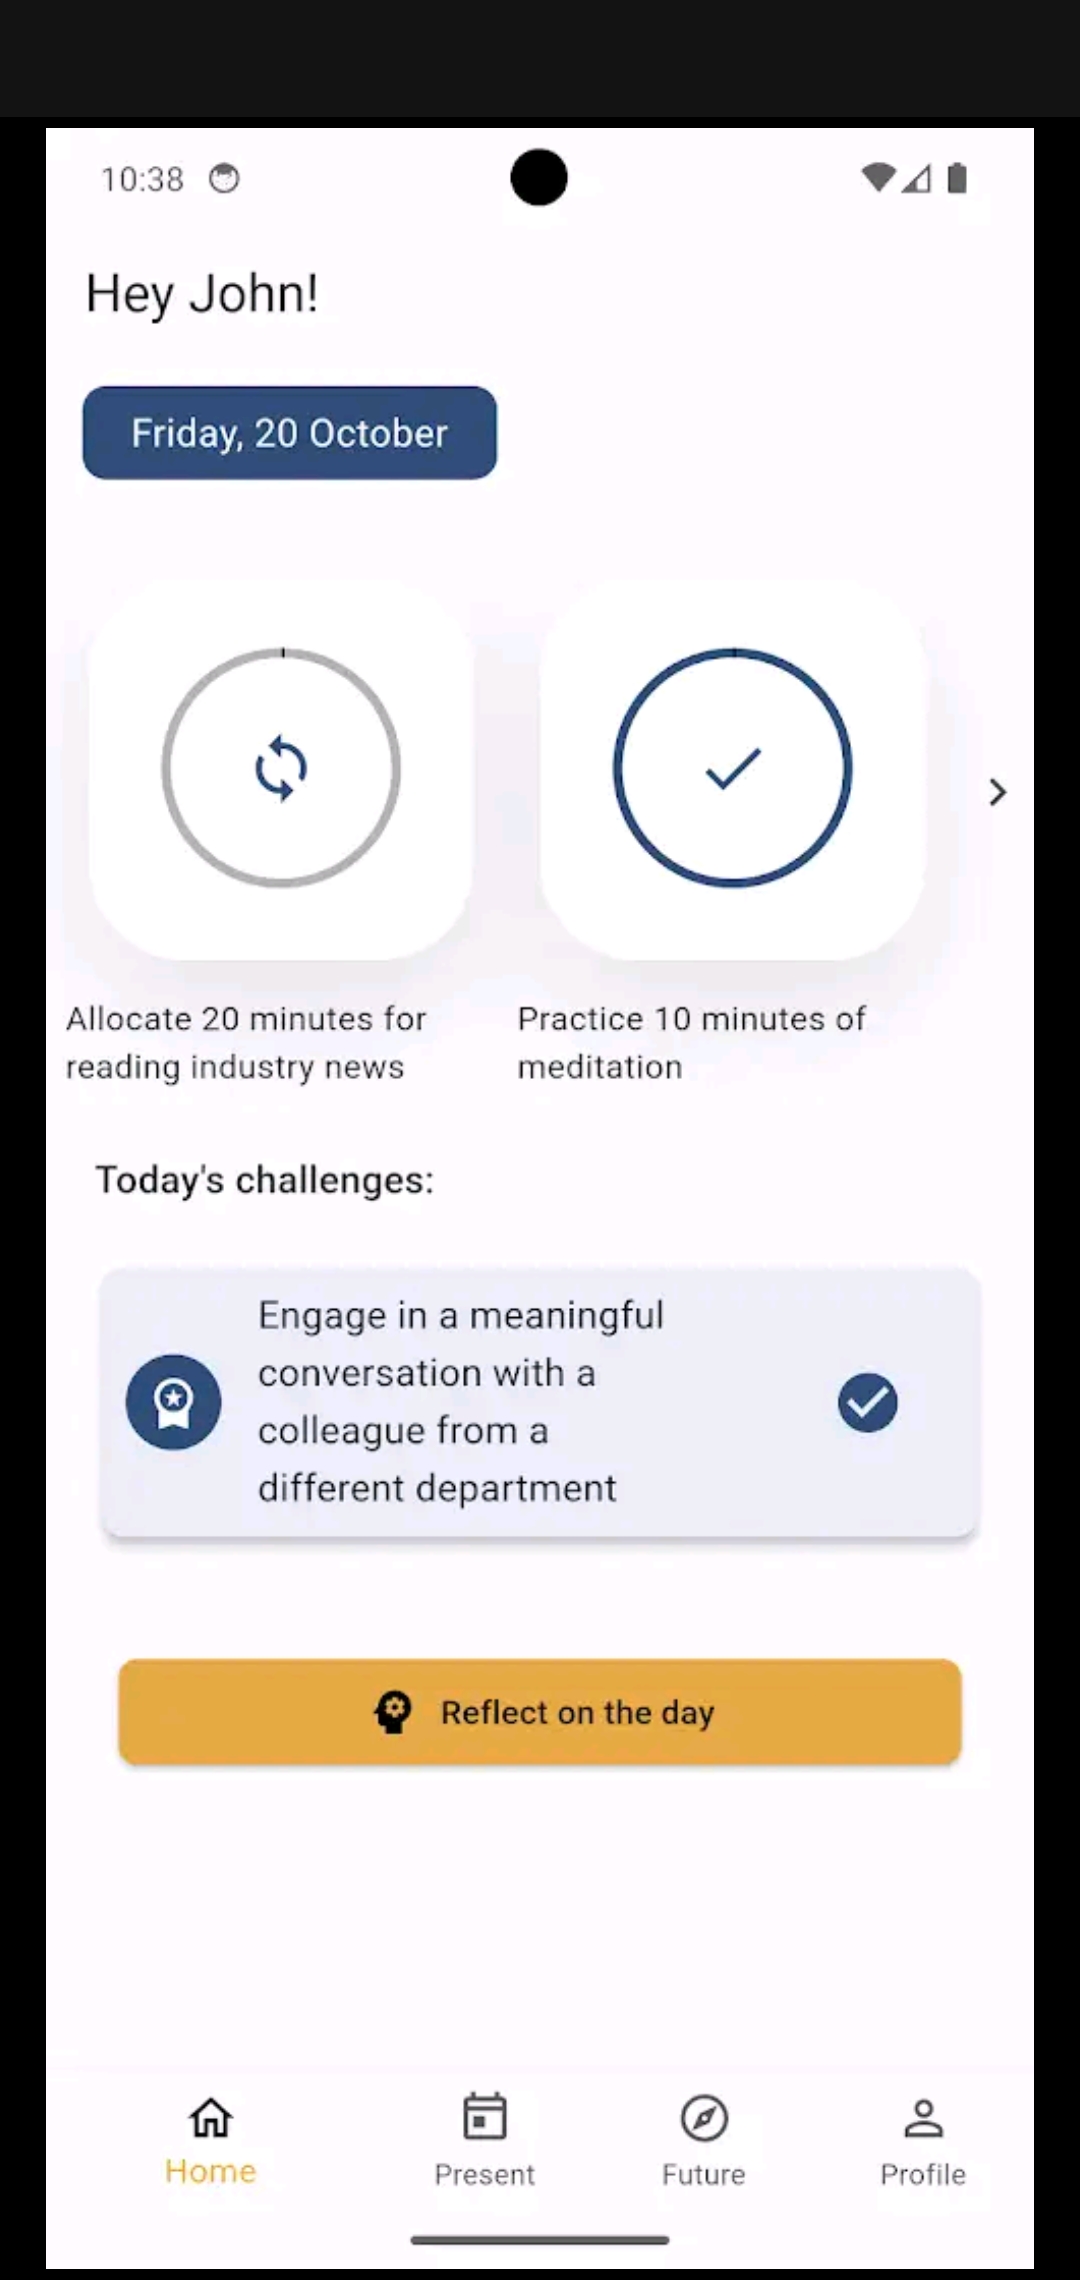 10:38
Hey John!
Friday, 20 October
Allocate 20 minutes for
reading industry news
Practice 10 minutes of
meditation
Today's challenges:
Engage in a meaningful
conversation with a
colleague from a
different department
Reflect on the day
Home
Present
Future
Profile